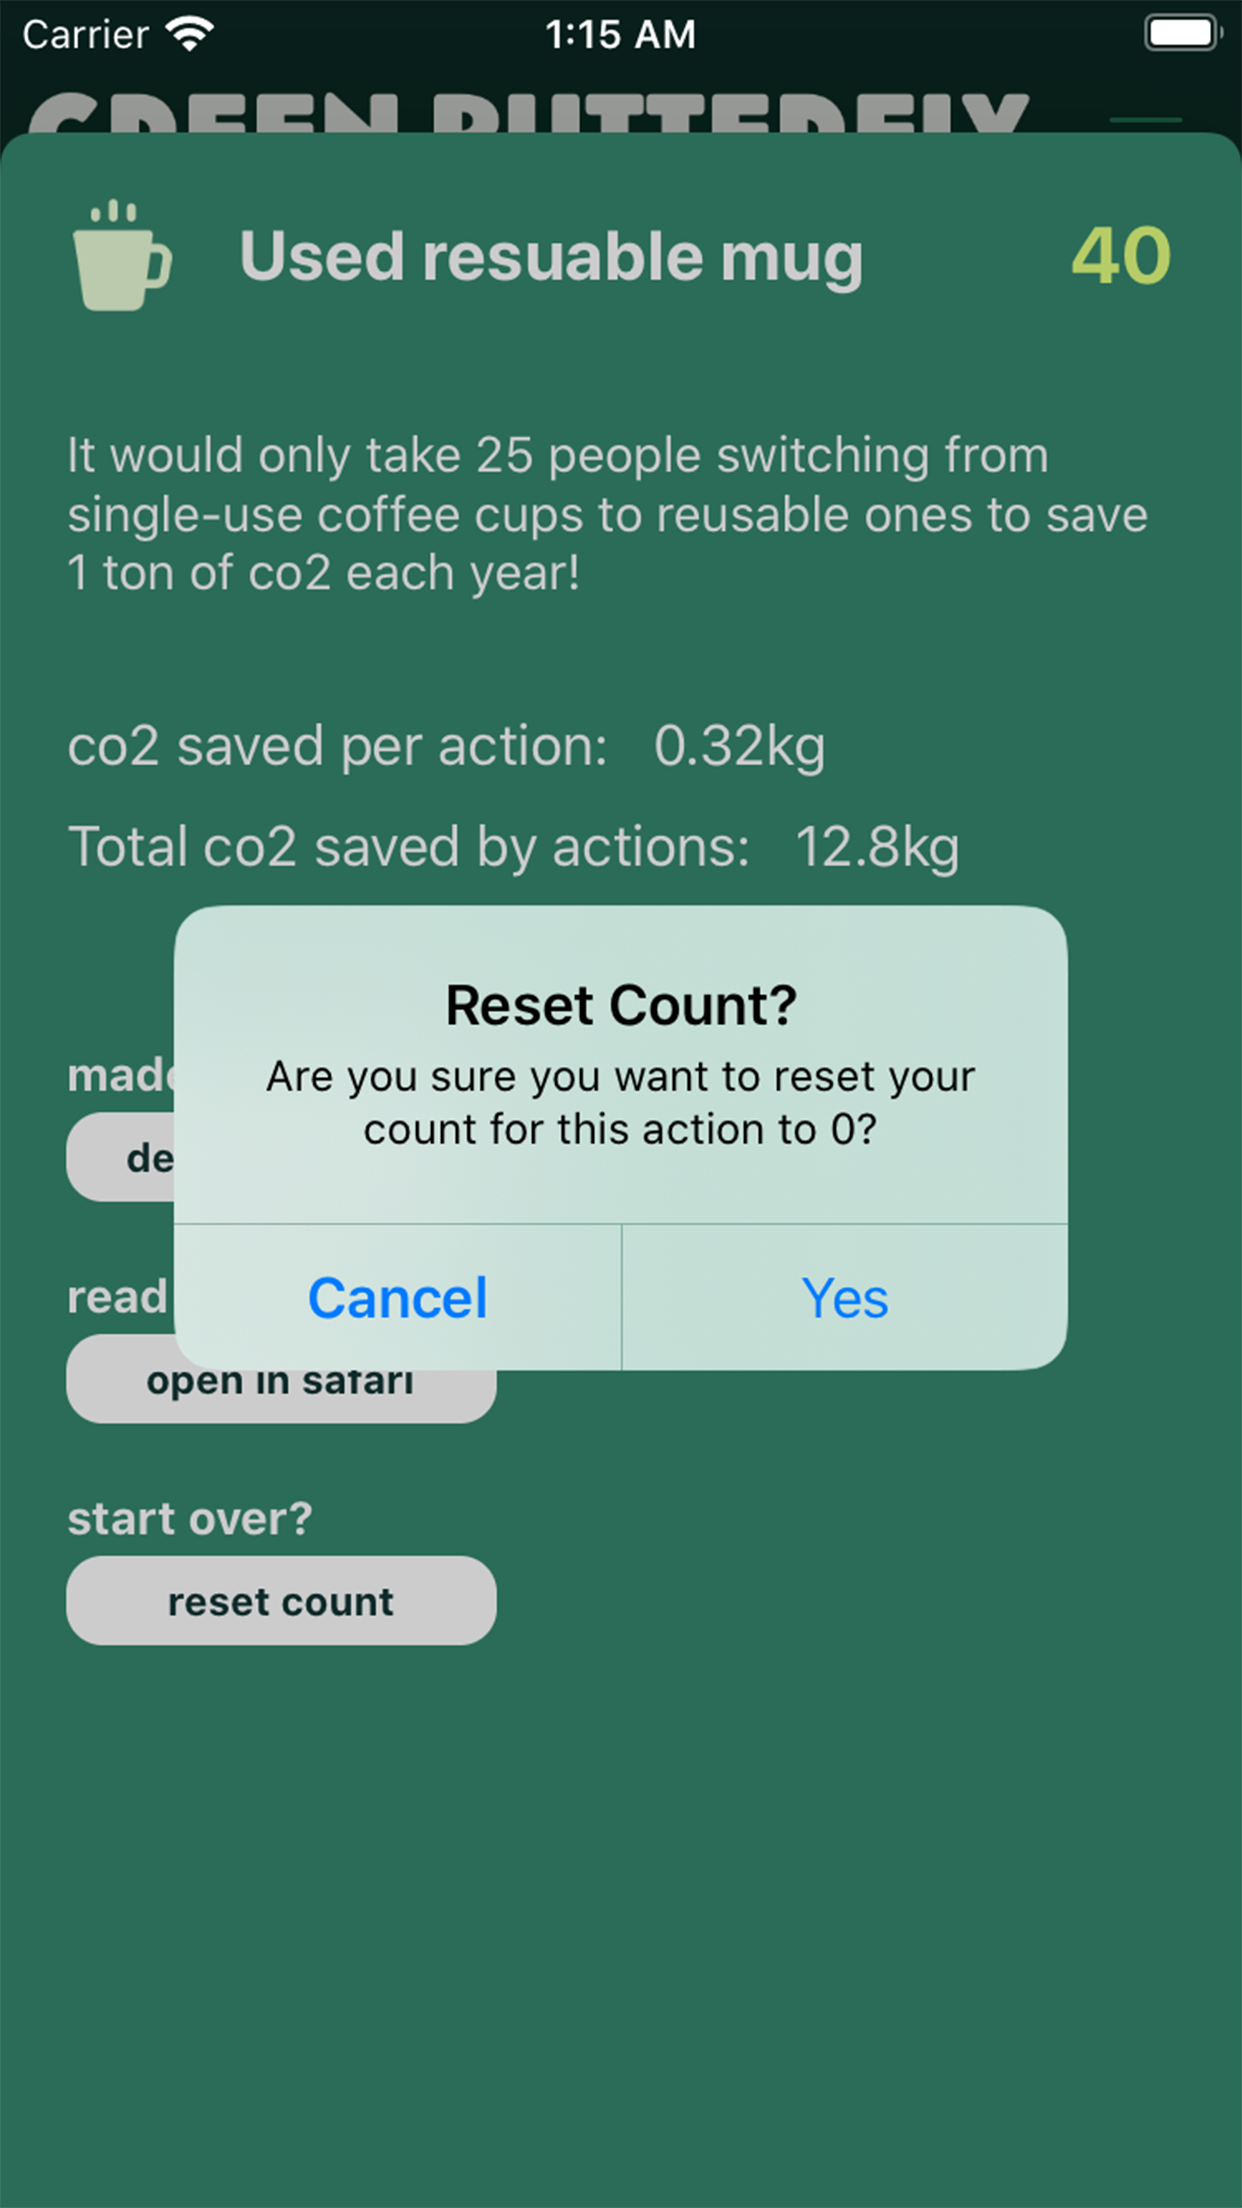 Carrier 1:15 AM
GREEN BUTTERFLY
Used resuable mug 40
It would only take 25 people switching from
single-use coffee cups to reusable ones to save
1 ton of co2 each year!
co2 saved per action: 0.32kg
Total co2 saved by actions: 12.8kg
Reset Count?
Are you sure you want to reset your
count for this action to 0?
Cancel Yes
read
open in safari
start over?
reset count